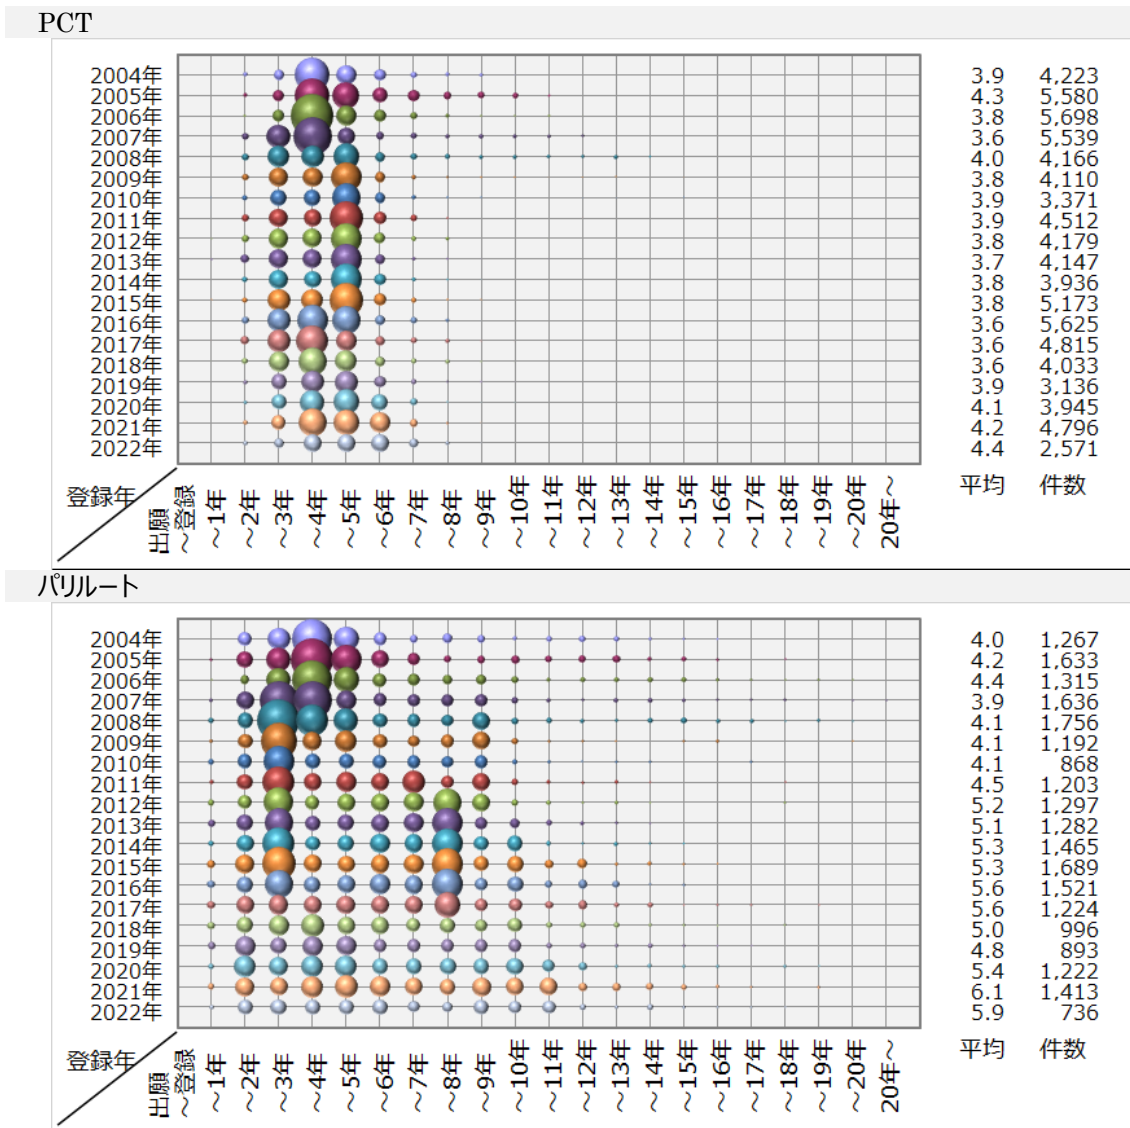 PCT
2004年 3.9 4,223
2005年 4.3 5,580
2006年 3.8 5,698
2007年 3.6 5,539
2008年 4.0 4,166
2009年 3.8 4,110
2010年 3.9 3,371
2011年 3.9 4,512
2012年 3.8 4,179
2013年 3.7 4,147
2014年 3.8 3,936
2015年 3.8 5,173
2016年 3.6 5,625
2017年 3.6 4,815
2018年 3.6 4,033
2019年 3.9 3,136
2020年 4.1 3,945
2021年 4.2 4,796
2022年 4.4 2,571
登録年 平均 件数
出願~登録 ~1年 ~2年 ~3年 ~4年 ~5年 ~6年 ~7年 ~8年 ~9年 ~10年 ~11年 ~12年 ~13年 ~14年 ~15年 ~16年 ~17年 ~18年 ~19年 ~20年 20年~
パリルート
2004年 4.0 1,267
2005年 4.2 1,633
2006年 4.4 1,315
2007年 3.9 1,636
2008年 4.1 1,756
2009年 4.1 1,192
2010年 4.1 868
2011年 4.5 1,203
2012年 5.2 1,297
2013年 5.1 1,282
2014年 5.3 1,465
2015年 5.3 1,689
2016年 5.6 1,521
2017年 5.6 1,224
2018年 5.0 996
2019年 4.8 893
2020年 5.4 1,222
2021年 6.1 1,413
2022年 5.9 736
登録年 平均 件数
出願~登録 ~1年 ~2年 ~3年 ~4年 ~5年 ~6年 ~7年 ~8年 ~9年 ~10年 ~11年 ~12年 ~13年 ~14年 ~15年 ~16年 ~17年 ~18年 ~19年 ~20年 20年~